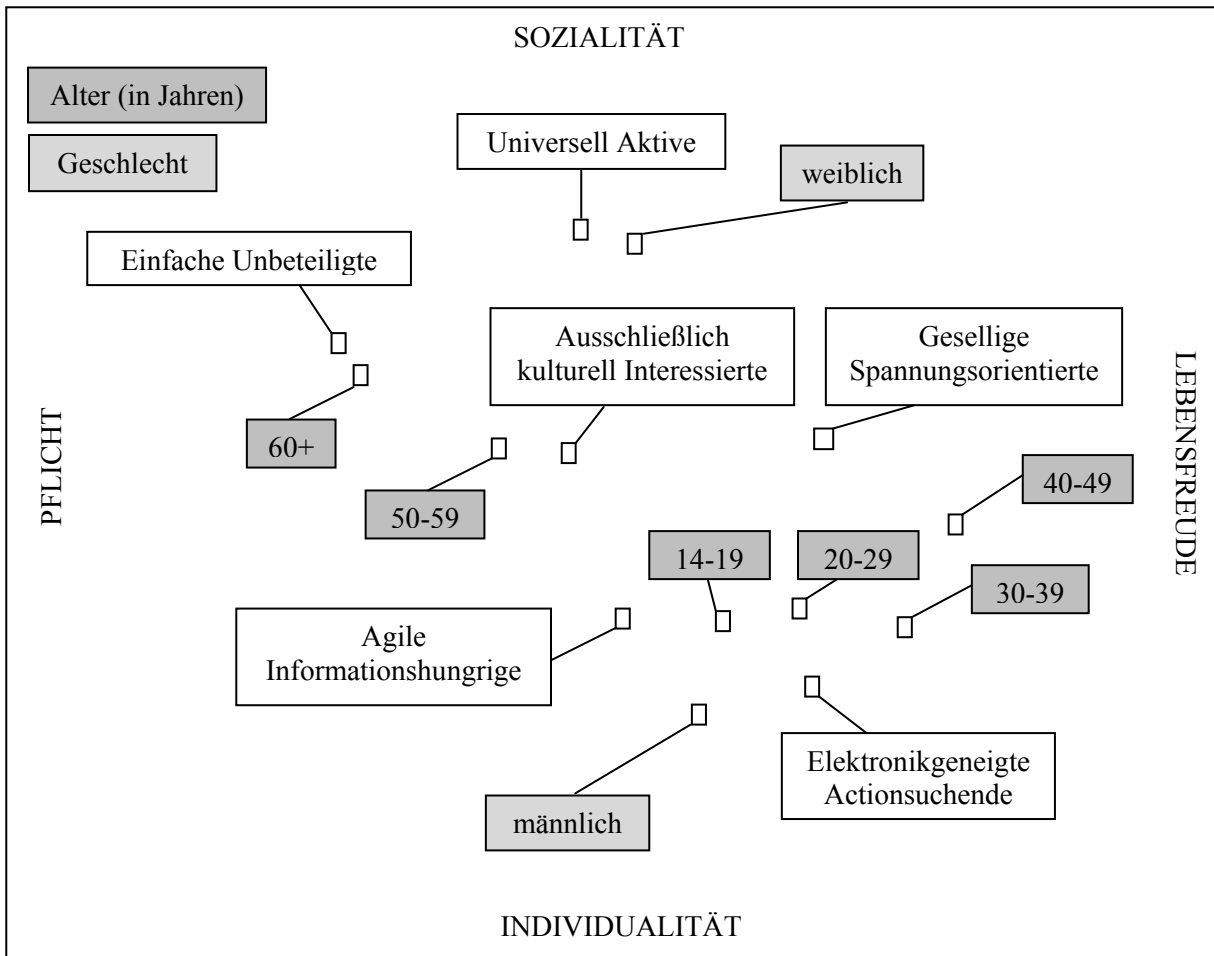 SOZIALITÄT
Alter (in Jahren)
Universell Aktive
Geschlecht
weiblich
Einfache Unbeteiligte
Ausschließlich
kulturell Interessierte
Gesellige
Spannungsorientierte
LEBENSFREUDE
PFLICHT
60+
40-49
50-59
14-19
20-29
30-39
Agile
Informationshungrige
Elektronikgeneigte
Actionsuchende
männlich
INDIVIDUALITÄT